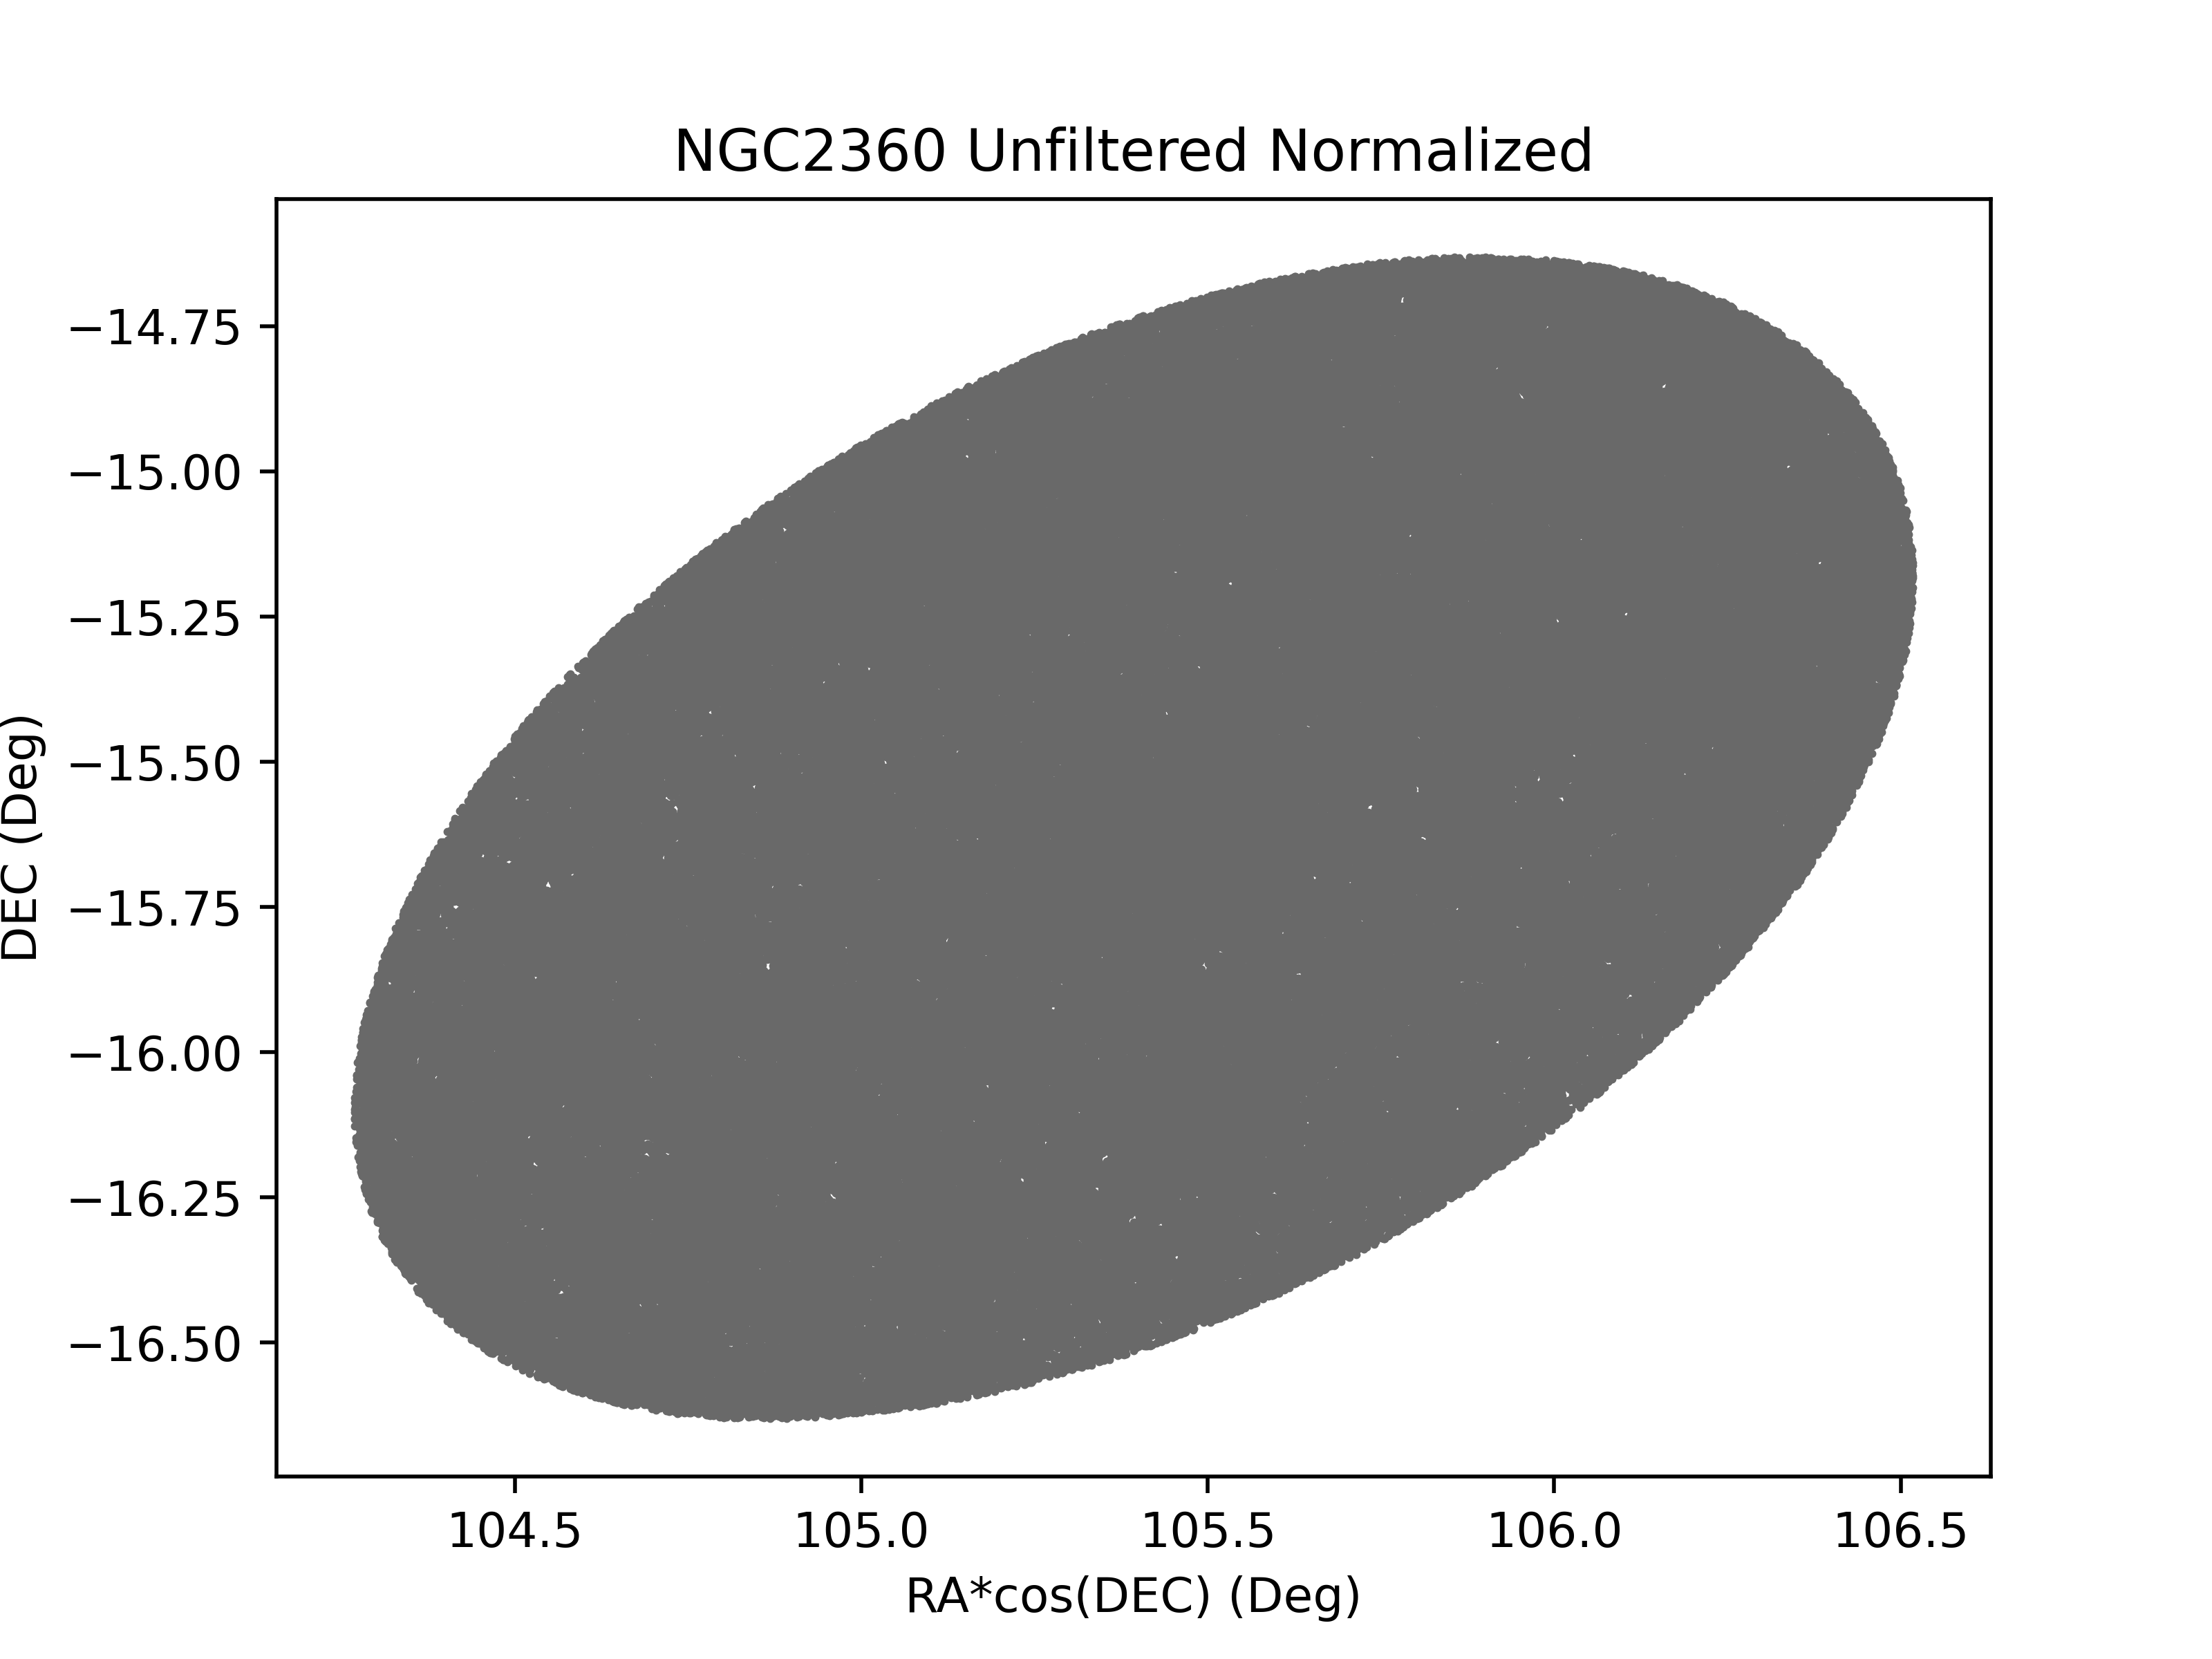 NGC2360 Unfiltered Normalized
DEC (Deg)
−14.75
−15.00
−15.25
−15.50
−15.75
−16.00
−16.25
−16.50
104.5 105.0 105.5 106.0 106.5
RA*cos(DEC) (Deg)